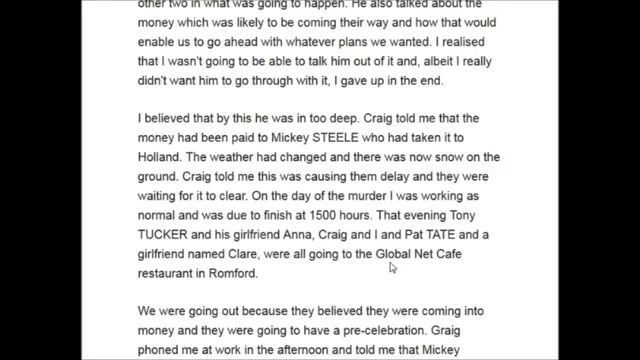 other two in what was going to happen. He also talked about the
money which was likely to be coming their way and how that would
enable us to go ahead with whatever plans we wanted. I realised
that I wasn't going to be able to talk him out of it and, albeit I really
didn't want him to go through with it, I gave up in the end.
I believed that by this he was in too deep. Craig told me that the
money had been paid to Mickey STEELE who had taken it to
Holland. The weather had changed and there was now snow on the
ground. Craig told me this was causing them delay and they were
waiting for it to clear. On the day of the murder I was working as
normal and was due to finish at 1500 hours. That evening Tony
TUCKER and his girlfriend Anna, Craig and I and Pat TATE and a
girlfriend named Clare, were all going to the Global Net Cafe
restaurant in Romford.
We were going out because they believed they were coming into
money and they were going to have a pre-celebration. Graig
phoned me at work in the afternoon and told me that Mickey